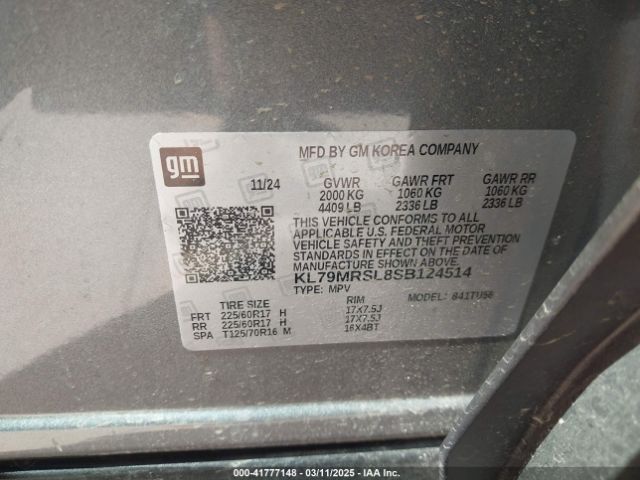 MFD BY GM KOREA COMPANY
gm
11/24 GVWR GAWR FRT GAWR RR
2000 KG 1060 KG 1060 KG
4409 LB 2336 LB 2336 LB
THIS VEHICLE CONFORMS TO ALL
APPLICABLE U.S. FEDERAL MOTOR
VEHICLE SAFETY AND THEFT PREVENTION
STANDARDS IN EFFECT ON THE DATE OF
MANUFACTURE SHOWN ABOVE.
KL79MRSL8SB124514
TYPE: MPV MODEL:
TIRE SIZE RIM
FRT 225/60R17 H 17X7.5J
RR 225/60R17 H 17X7.5J
SPA T125/70R16 M 16X4BT
000-41777148 — 03/11/2025 — IAA Inc.